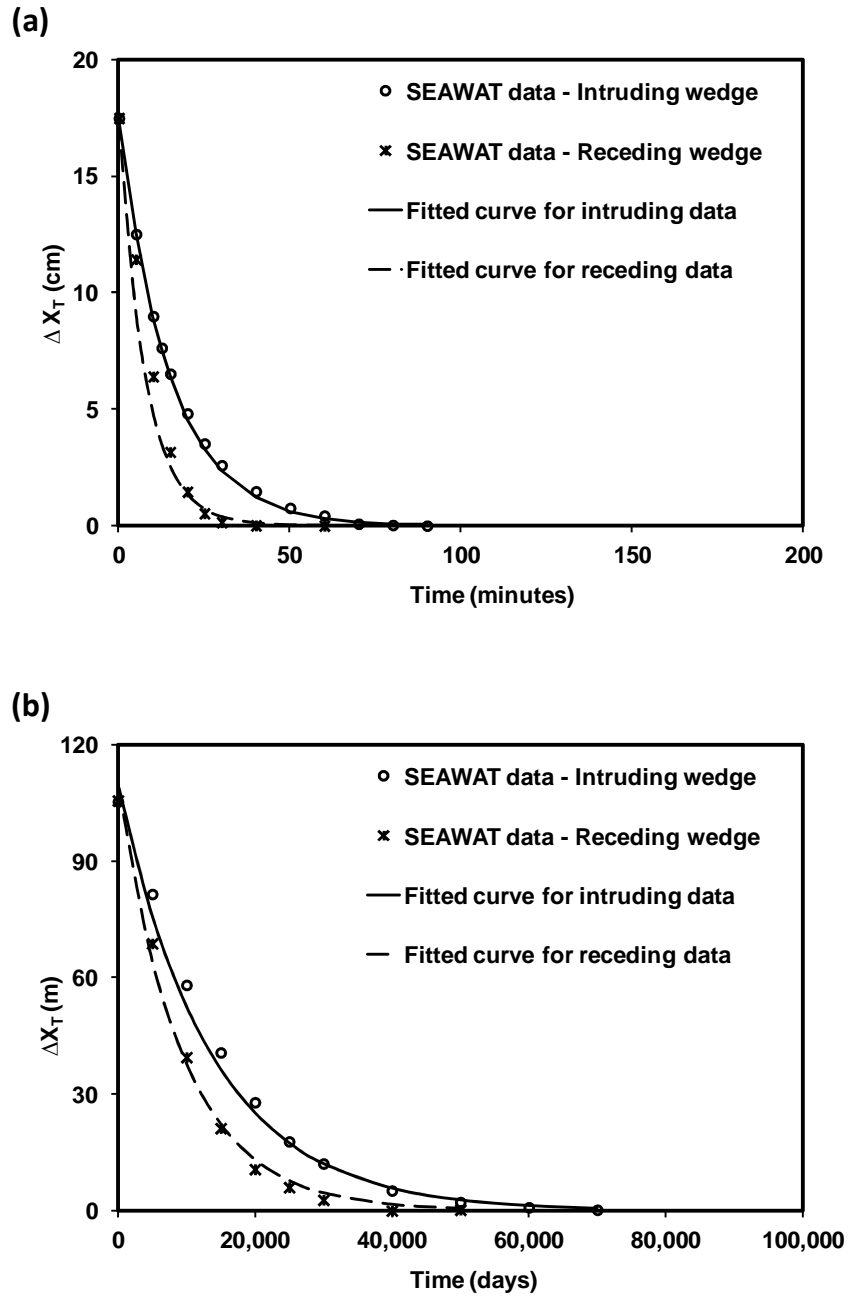 (a)
20
15
10
5
0
Δ X_T (cm)
SEAWAT data - Intruding wedge
SEAWAT data - Receding wedge
Fitted curve for intruding data
Fitted curve for receding data
0 50 100 150 200
Time (minutes)
(b)
120
90
60
30
0
ΔX_T (m)
SEAWAT data - Intruding wedge
SEAWAT data - Receding wedge
Fitted curve for intruding data
Fitted curve for receding data
0 20,000 40,000 60,000 80,000 100,000
Time (days)